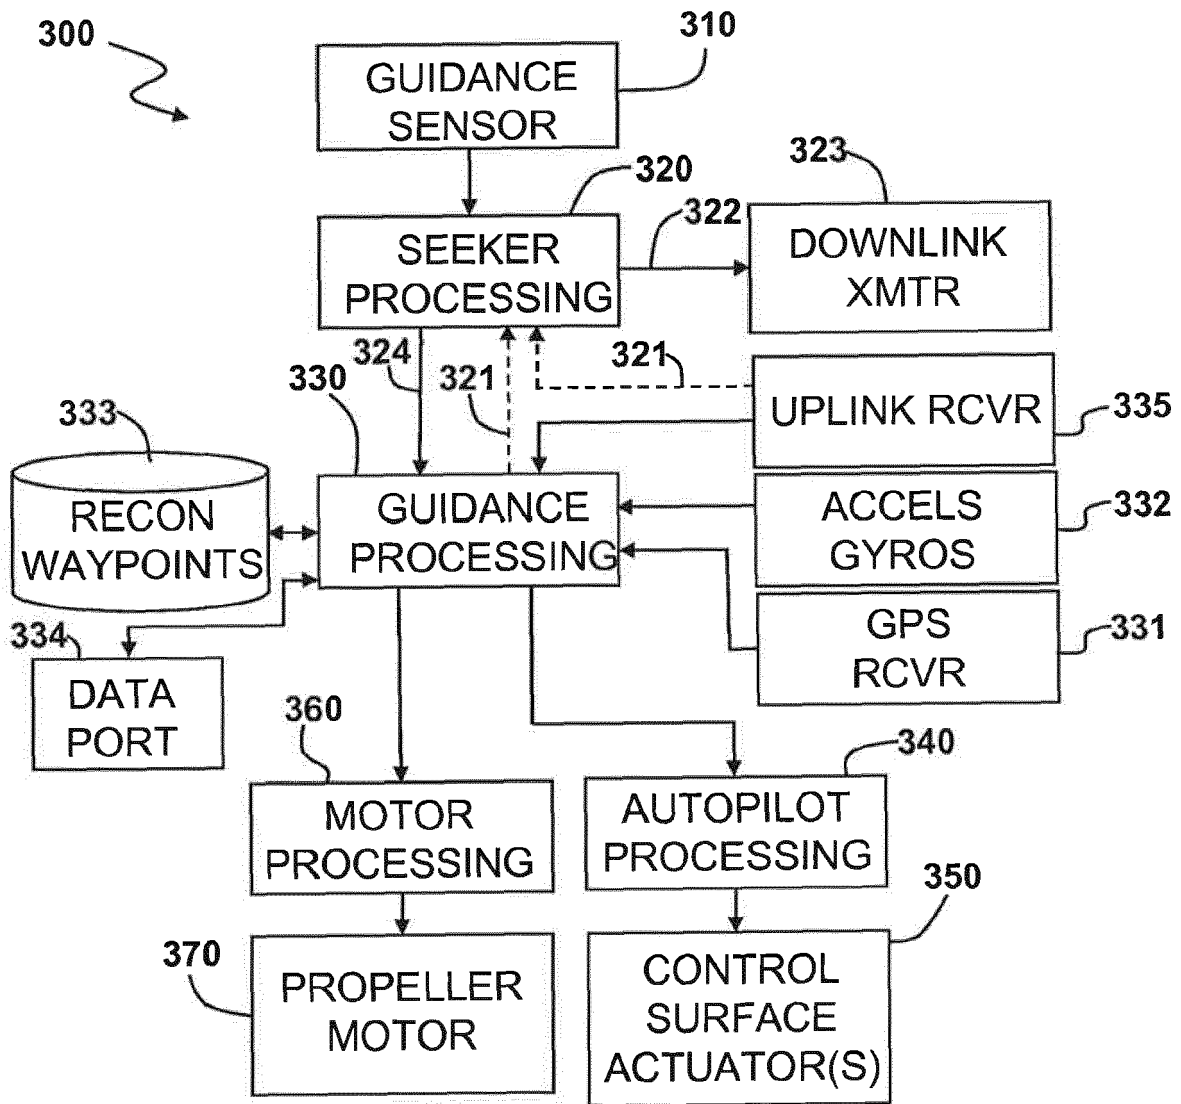 300
310
GUIDANCE
SENSOR
320
322
323
SEEKER
PROCESSING
DOWNLINK
XMTR
324
321
321
330
333
UPLINK RCVR
335
RECON
WAYPOINTS
GUIDANCE
PROCESSING
ACCELS
GYROS
332
334
DATA
PORT
GPS
RCVR
331
360
340
MOTOR
PROCESSING
AUTOPILOT
PROCESSING
350
370
PROPELLER
MOTOR
CONTROL
SURFACE
ACTUATOR(S)